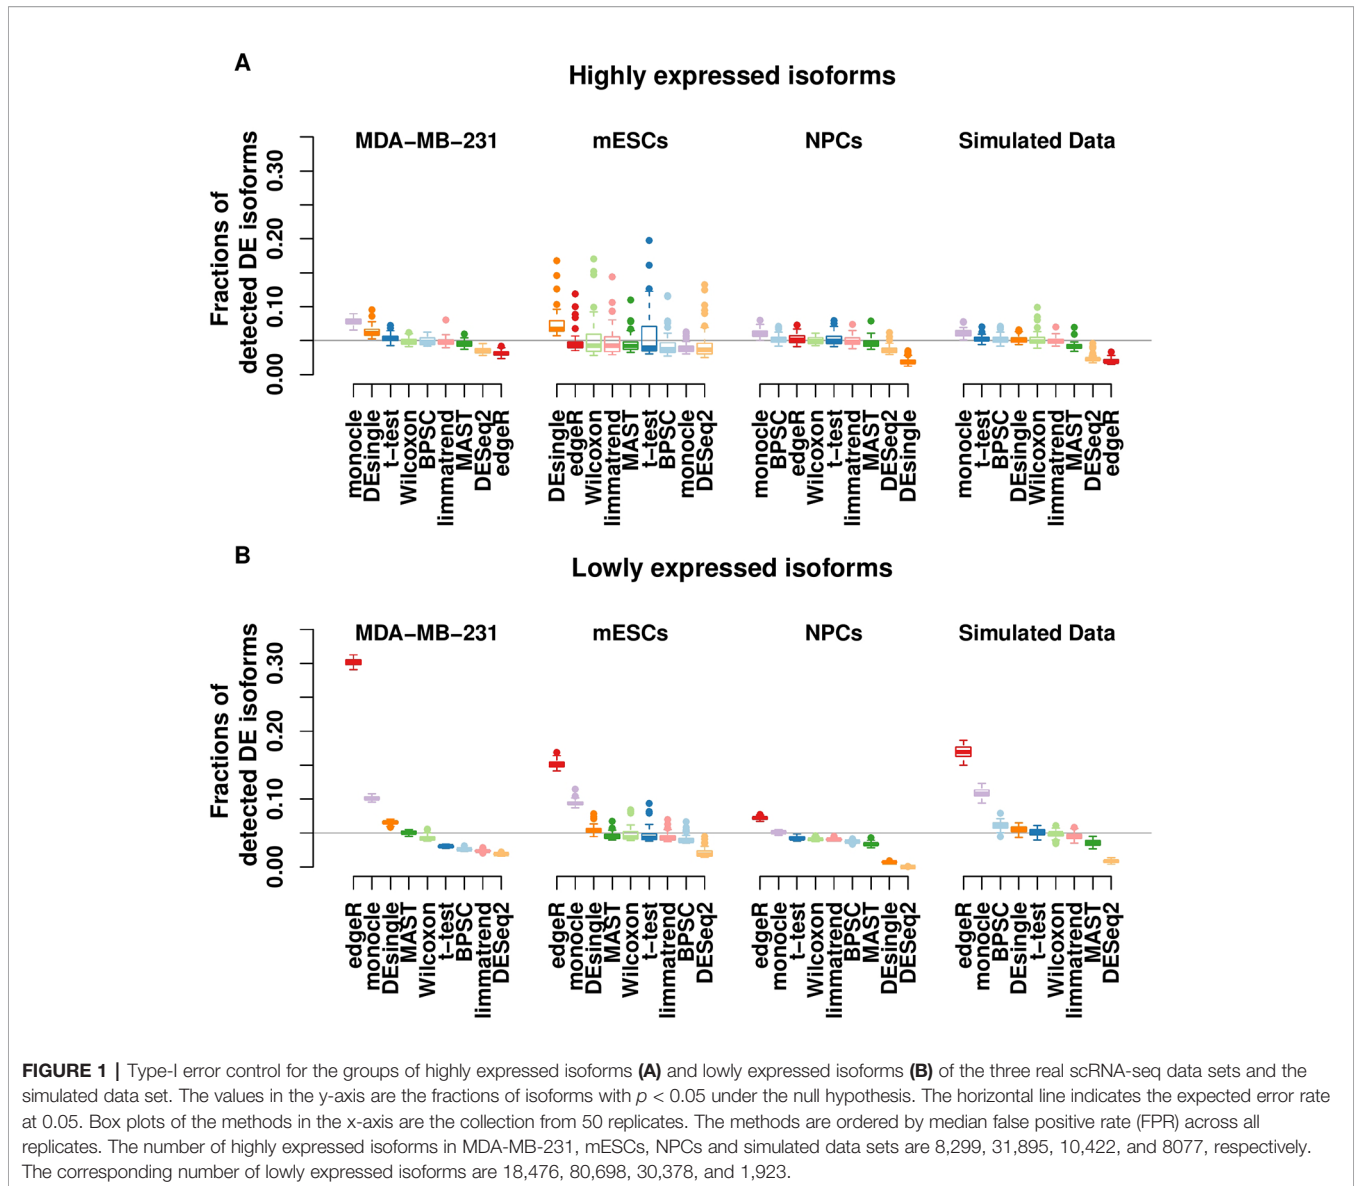 A
Highly expressed isoforms
MDA−MB−231
mESCs
NPCs
Simulated Data
Fractions of
detected DE isoforms
0.30
0.20
0.10
0.00
monocle
DEsingle
t−test
Wilcoxon
BPSC
limmatrend
MAST
DESeq2
edgeR
DEsingle
edgeR
Wilcoxon
limmatrend
MAST
t−test
BPSC
monocle
DESeq2
monocle
BPSC
edgeR
Wilcoxon
t−test
limmatrend
MAST
DESeq2
DEsingle
monocle
t−test
BPSC
DEsingle
Wilcoxon
limmatrend
MAST
DESeq2
edgeR
B
Lowly expressed isoforms
MDA−MB−231
mESCs
NPCs
Simulated Data
Fractions of
detected DE isoforms
0.30
0.20
0.10
0.00
edgeR
monocle
DEsingle
MAST
Wilcoxon
t−test
BPSC
limmatrend
DESeq2
edgeR
monocle
DEsingle
MAST
Wilcoxon
t−test
limmatrend
BPSC
DESeq2
edgeR
monocle
t−test
Wilcoxon
limmatrend
BPSC
MAST
DEsingle
DESeq2
edgeR
monocle
BPSC
DEsingle
t−test
Wilcoxon
limmatrend
MAST
DESeq2
FIGURE 1 | Type-I error control for the groups of highly expressed isoforms (A) and lowly expressed isoforms (B) of the three real scRNA-seq data sets and the
simulated data set. The values in the y-axis are the fractions of isoforms with p < 0.05 under the null hypothesis. The horizontal line indicates the expected error rate
at 0.05. Box plots of the methods in the x-axis are the collection from 50 replicates. The methods are ordered by median false positive rate (FPR) across all
replicates. The number of highly expressed isoforms in MDA-MB-231, mESCs, NPCs and simulated data sets are 8,299, 31,895, 10,422, and 8077, respectively.
The corresponding number of lowly expressed isoforms are 18,476, 80,698, 30,378, and 1,923.